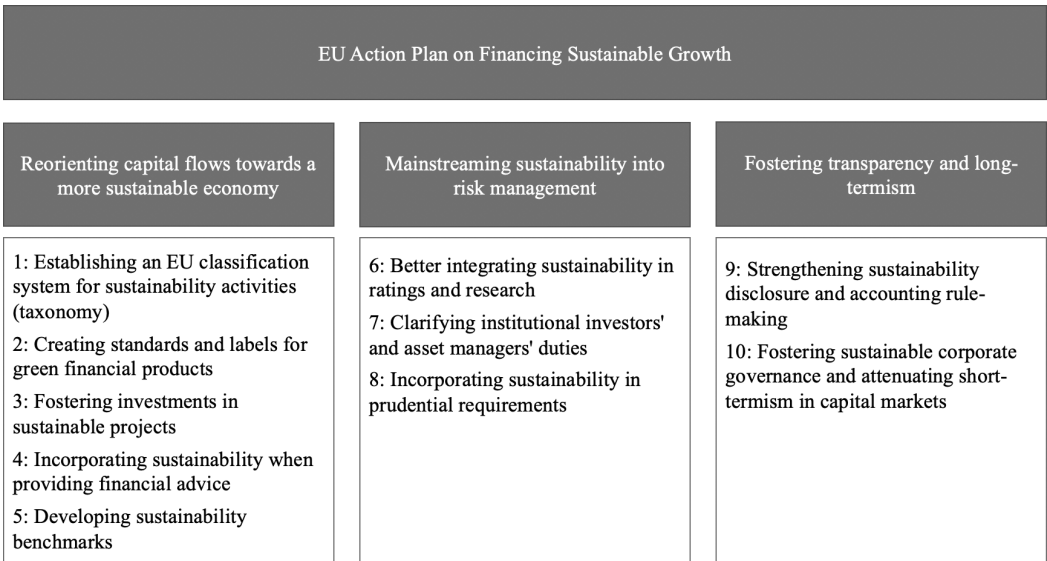 EU Action Plan on Financing Sustainable Growth
Reorienting capital flows towards a
more sustainable economy
1: Establishing an EU classification
system for sustainability activities
(taxonomy)
2: Creating standards and labels for
green financial products
3: Fostering investments in
sustainable projects
4: Incorporating sustainability when
providing financial advice
5: Developing sustainability
benchmarks
Mainstreaming sustainability into
risk management
6: Better integrating sustainability in
ratings and research
7: Clarifying institutional investors'
and asset managers' duties
8: Incorporating sustainability in
prudential requirements
Fostering transparency and long-
termism
9: Strengthening sustainability
disclosure and accounting rule-
making
10: Fostering sustainable corporate
governance and attenuating short-
termism in capital markets